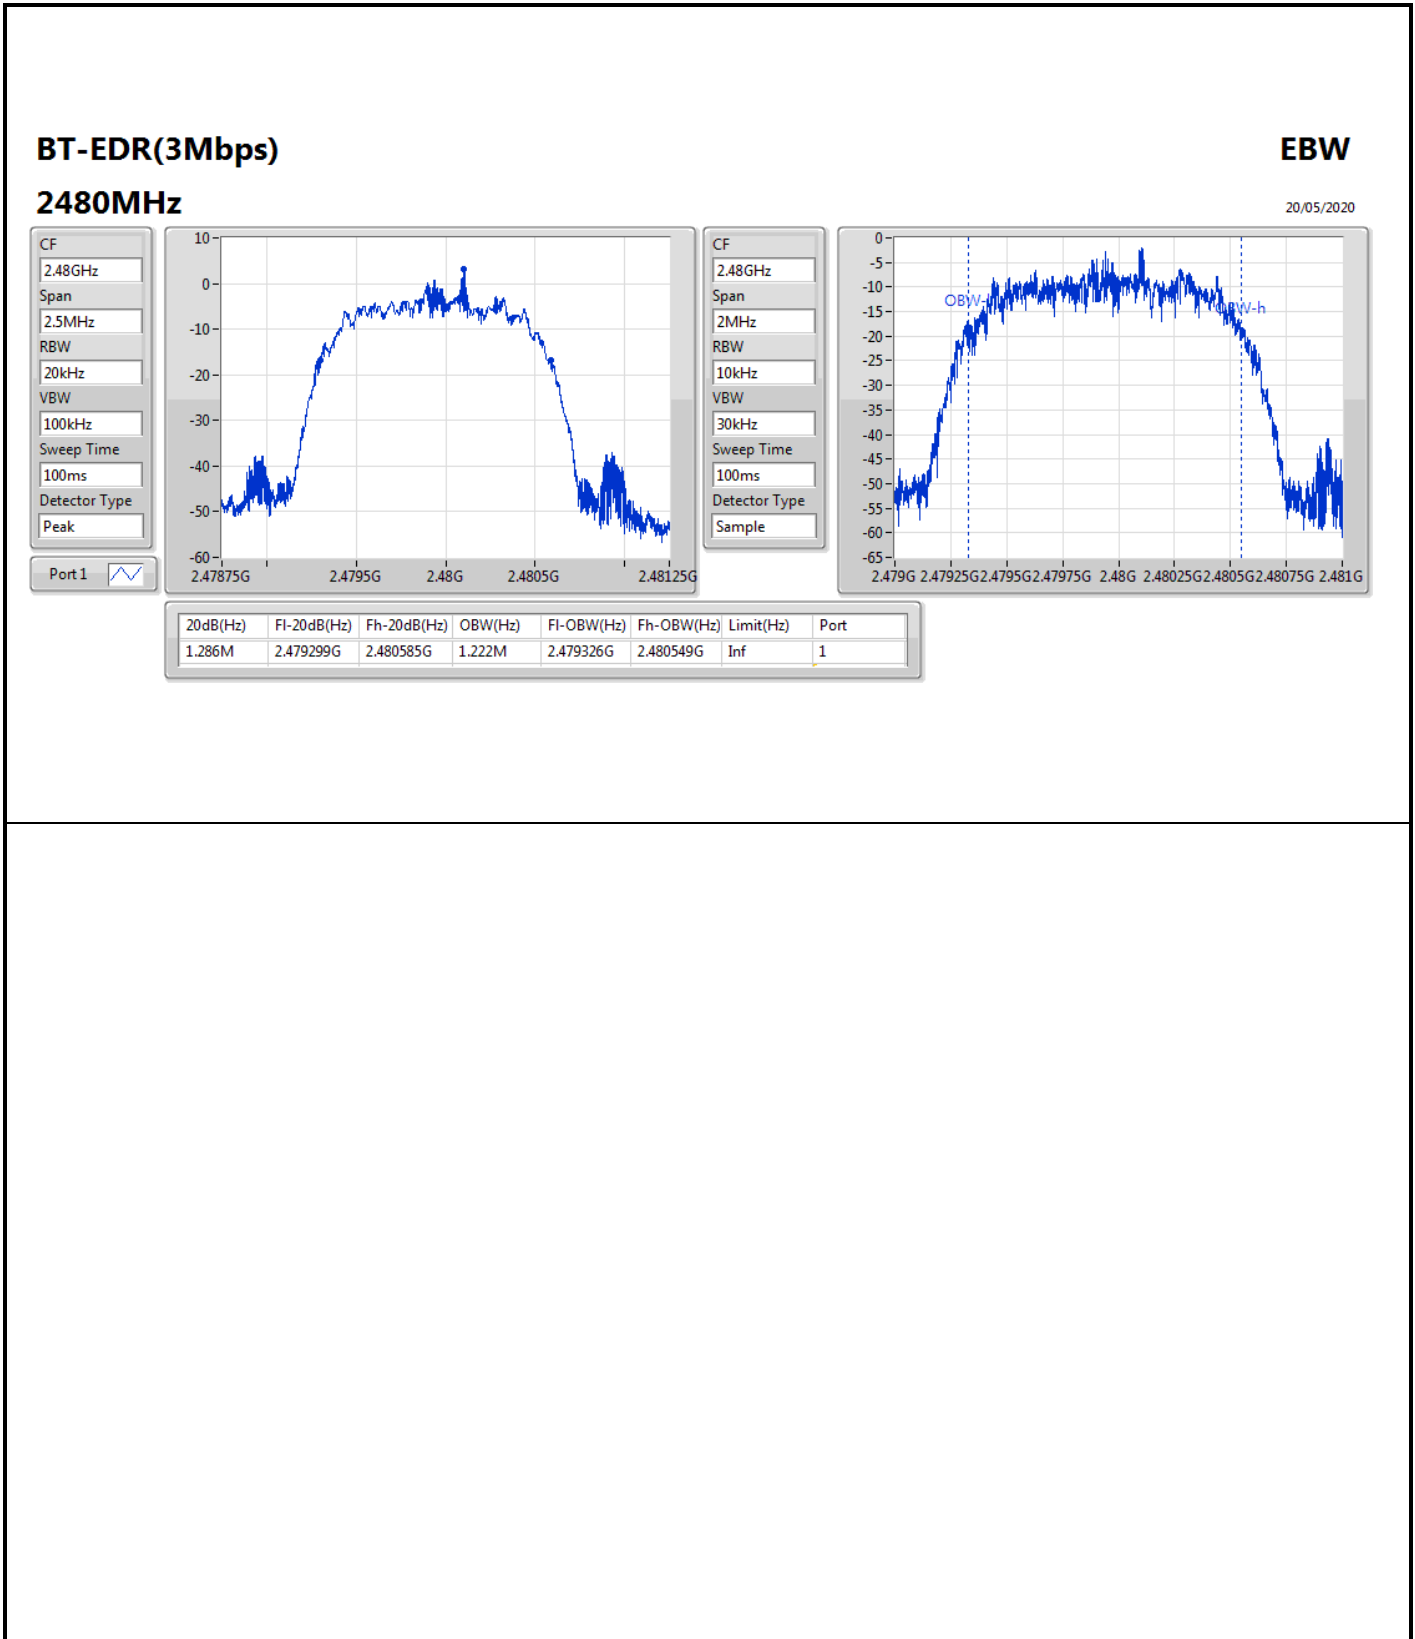 BT-EDR(3Mbps)
EBW
2480MHz
20/05/2020
CF
2.48GHz
Span
2.5MHz
RBW
20kHz
VBW
100kHz
Sweep Time
100ms
Detector Type
Peak
Port 1
10
0
-10
-20
-30
-40
-50
-60
2.47875G 2.4795G 2.48G 2.4805G 2.48125G
CF
2.48GHz
Span
2MHz
RBW
10kHz
VBW
30kHz
Sweep Time
100ms
Detector Type
Sample
0
-5
-10
-15
-20
-25
-30
-35
-40
-45
-50
-55
-60
-65
OBW-
OBW-h
2.479G 2.47925G 2.4795G 2.47975G 2.48G 2.48025G 2.4805G 2.48075G 2.481G
20dB(Hz) Fl-20dB(Hz) Fh-20dB(Hz) OBW(Hz) Fl-OBW(Hz) Fh-OBW(Hz) Limit(Hz) Port
1.286M 2.479299G 2.480585G 1.222M 2.479326G 2.480549G Inf 1